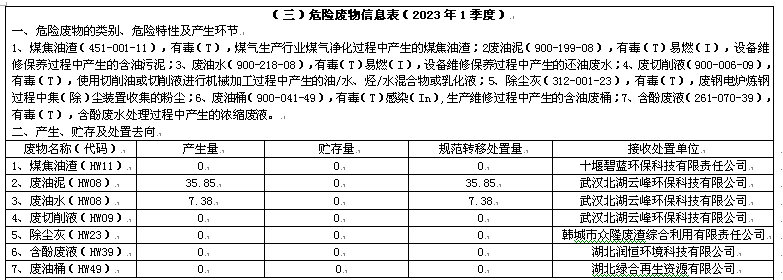 （三）危险废物信息表（2023年1季度）
一、危险废物的类别、危险特性及产生环节
1、煤焦油渣(451-001-11)，有毒(T)，煤气生产行业煤气净化过程中产生的煤焦油渣；2废油泥(900-199-08)，有毒(T)易燃(I)，设备维
修保养过程中产生的含油污泥；3、废油水(900-218-08)，有毒(T)易燃(I)，设备维修保养过程中产生的还油废水；4、废切削液(900-006-09)，
有毒(T)，使用切削油或切削液进行机械加工过程中产生的油/水、烃/水混合物或乳化液；5、除尘灰(312-001-23)，有毒(T)，废钢电炉炼钢
过程中集(除)尘装置收集的粉尘；6、废油桶(900-041-49)，有毒(T)感染(In),生产维修过程中产生的含油废桶；7、含酚废液(261-070-39)，
有毒(T)，含酚废水处理过程中产生的浓缩废液。
二、产生、贮存及处置去向
废物名称(代码) 产生量 贮存量 规范转移处置量 接收处置单位
1、煤焦油渣(HW11) 0 0 0 十堰碧蓝环保科技有限责任公司
2、废油泥(HW08) 35.85 0 35.85 武汉北湖云峰环保科技有限公司
3、废油水(HW08) 7.38 0 7.38 武汉北湖云峰环保科技有限公司
4、废切削液(HW09) 0 0 0 武汉北湖云峰环保科技有限公司
5、除尘灰(HW23) 0 0 0 韩城市众隆废渣综合利用有限责任公司
6、含酚废液(HW39) 0 0 0 湖北润恒环境科技有限公司
7、废油桶(HW49) 0 0 0 湖北绿合再生资源有限公司